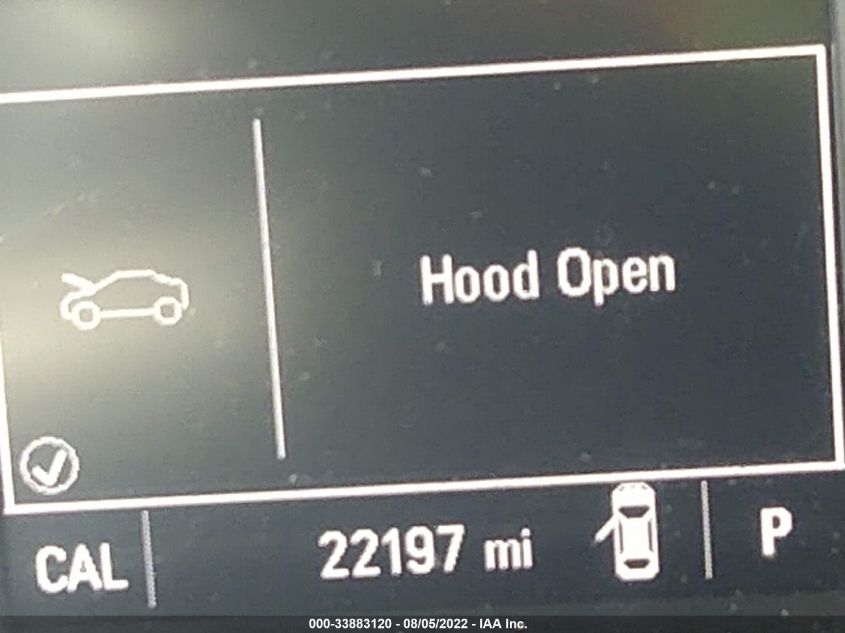 Hood Open
CAL 22197 mi P
000-33883120 - 08/05/2022 - IAA Inc.